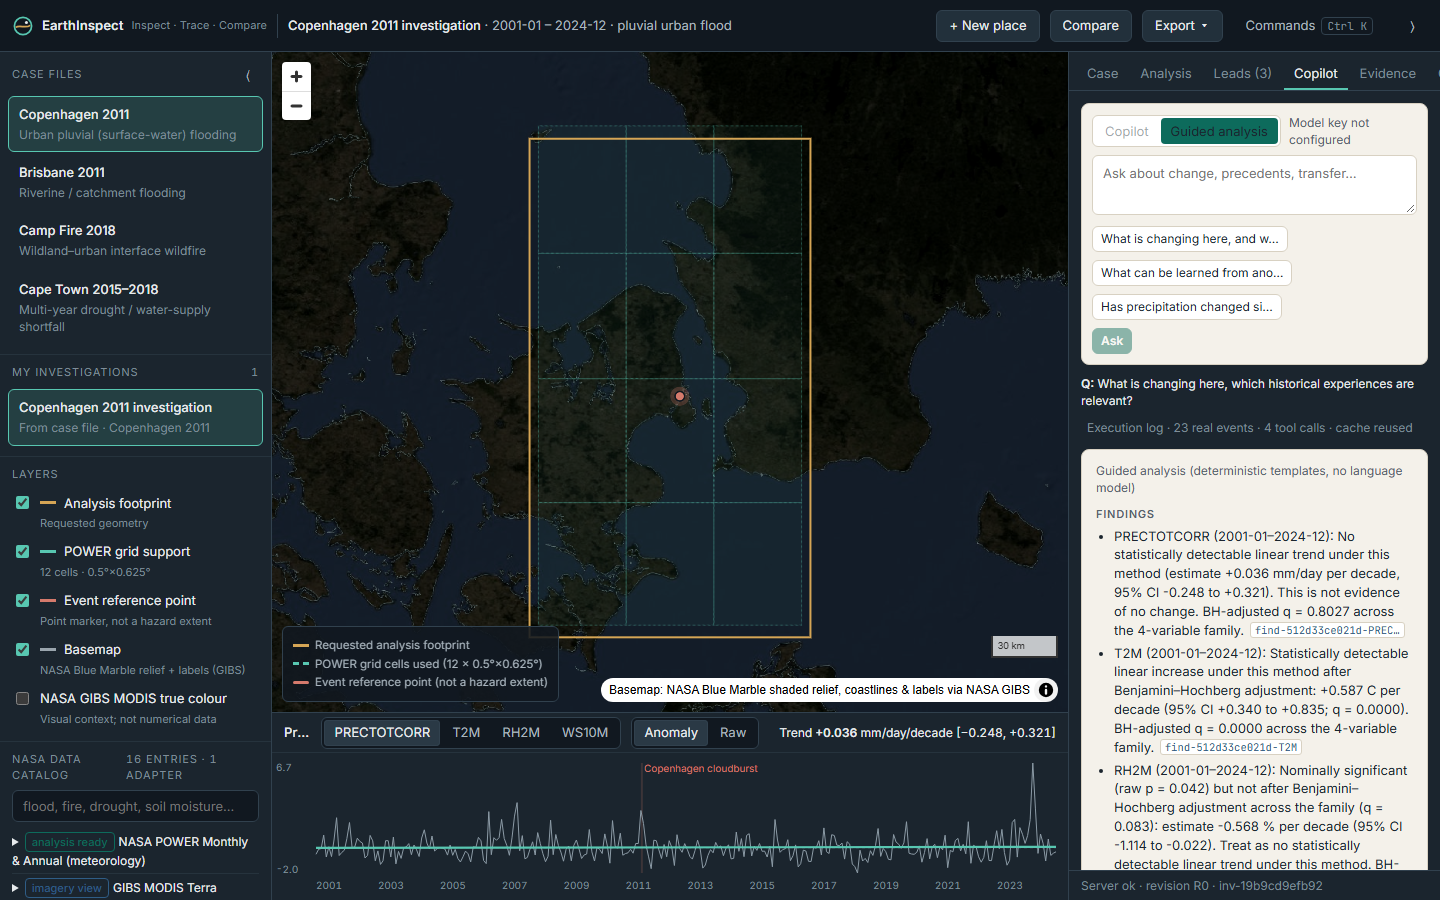 EarthInspect Inspect · Trace · Compare
Copenhagen 2011 investigation · 2001-01 – 2024-12 · pluvial urban flood
+ New place
Compare
Export
Commands Ctrl K
CASE FILES
Copenhagen 2011
Urban pluvial (surface-water) flooding
Brisbane 2011
Riverine / catchment flooding
Camp Fire 2018
Wildland–urban interface wildfire
Cape Town 2015–2018
Multi-year drought / water-supply
shortfall
MY INVESTIGATIONS 1
Copenhagen 2011 investigation
From case file · Copenhagen 2011
LAYERS
Analysis footprint
Requested geometry
POWER grid support
12 cells · 0.5°×0.625°
Event reference point
Point marker, not a hazard extent
Basemap
NASA Blue Marble relief + labels (GIBS)
NASA GIBS MODIS true colour
Visual context; not numerical data
NASA DATA
CATALOG
16 ENTRIES · 1
ADAPTER
flood, fire, drought, soil moisture...
analysis ready NASA POWER Monthly
& Annual (meteorology)
imagery view GIBS MODIS Terra
+
−
Requested analysis footprint
POWER grid cells used (12 × 0.5°×0.625°)
Event reference point (not a hazard extent)
30 km
Basemap: NASA Blue Marble shaded relief, coastlines & labels via NASA GIBS
Pr... PRECTOTCORR T2M RH2M WS10M Anomaly Raw Trend +0.036 mm/day/decade [−0.248, +0.321]
6.7
Copenhagen cloudburst
-2.0
2001 2003 2005 2007 2009 2011 2013 2015 2017 2019 2021 2023
Case Analysis Leads (3) Copilot Evidence
Copilot Guided analysis
Model key not
configured
Ask about change, precedents, transfer...
What is changing here, and w...
What can be learned from ano...
Has precipitation changed si...
Ask
Q: What is changing here, which historical experiences are
relevant?
Execution log · 23 real events · 4 tool calls · cache reused
Guided analysis (deterministic templates, no language
model)
FINDINGS
• PRECTOTCORR (2001-01–2024-12): No
statistically detectable linear trend under this
method (estimate +0.036 mm/day per decade,
95% CI -0.248 to +0.321). This is not evidence
of no change. BH-adjusted q = 0.8027 across
the 4-variable family. find-512d33ce021d-PREC…
• T2M (2001-01–2024-12): Statistically detectable
linear increase under this method after
Benjamini–Hochberg adjustment: +0.587 C per
decade (95% CI +0.340 to +0.835; q = 0.0000).
BH-adjusted q = 0.0000 across the 4-variable
family. find-512d33ce021d-T2M
• RH2M (2001-01–2024-12): Nominally significant
(raw p = 0.042) but not after Benjamini–
Hochberg adjustment across the family (q =
0.083): estimate -0.568 % per decade (95% CI
-1.114 to -0.022). Treat as no statistically
detectable linear trend under this method. BH-
Server ok · revision R0 · inv-19b9cd9efb92